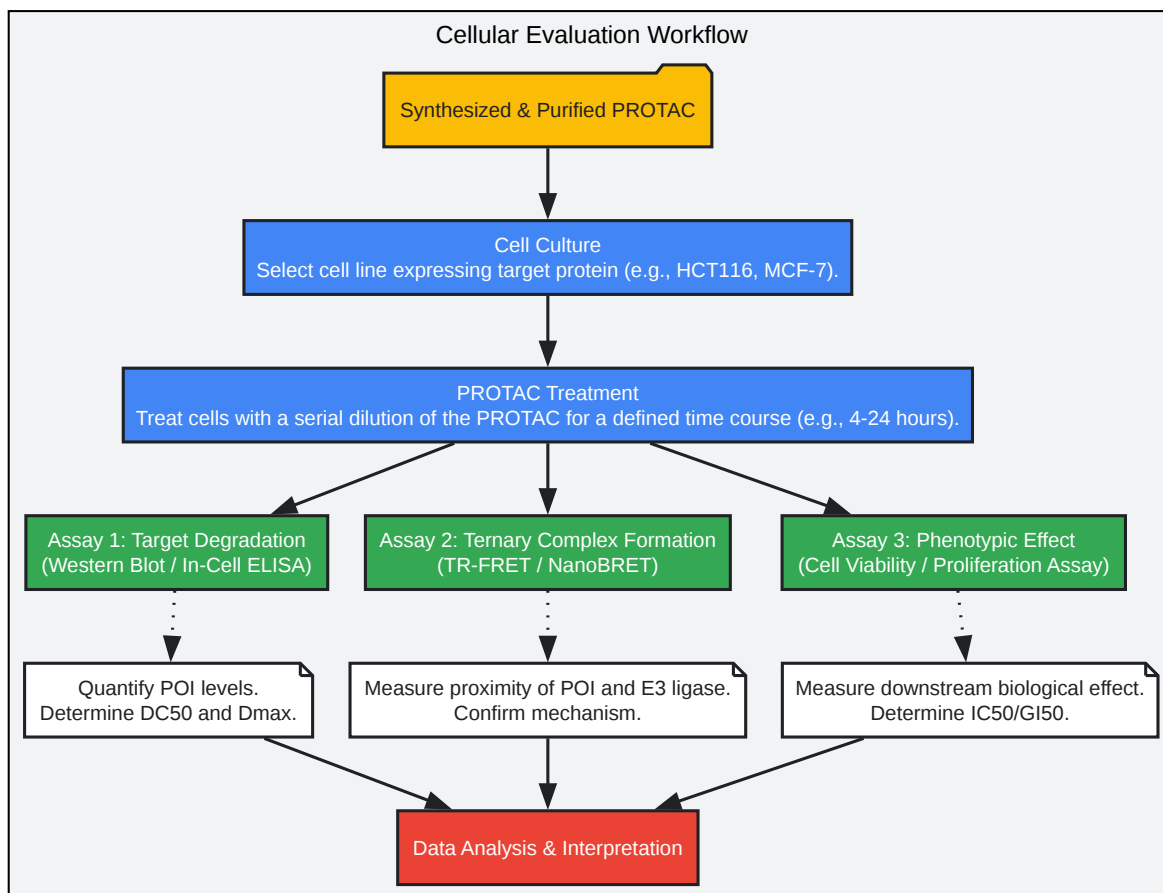 Cellular Evaluation Workflow
Synthesized & Purified PROTAC
Cell Culture
Select cell line expressing target protein (e.g., HCT116, MCF-7).
PROTAC Treatment
Treat cells with a serial dilution of the PROTAC for a defined time course (e.g., 4-24 hours).
Assay 1: Target Degradation
(Western Blot / In-Cell ELISA)
Assay 2: Ternary Complex Formation
(TR-FRET / NanoBRET)
Assay 3: Phenotypic Effect
(Cell Viability / Proliferation Assay)
Quantify POI levels.
Determine DC50 and Dmax.
Measure proximity of POI and E3 ligase.
Confirm mechanism.
Measure downstream biological effect.
Determine IC50/GI50.
Data Analysis & Interpretation